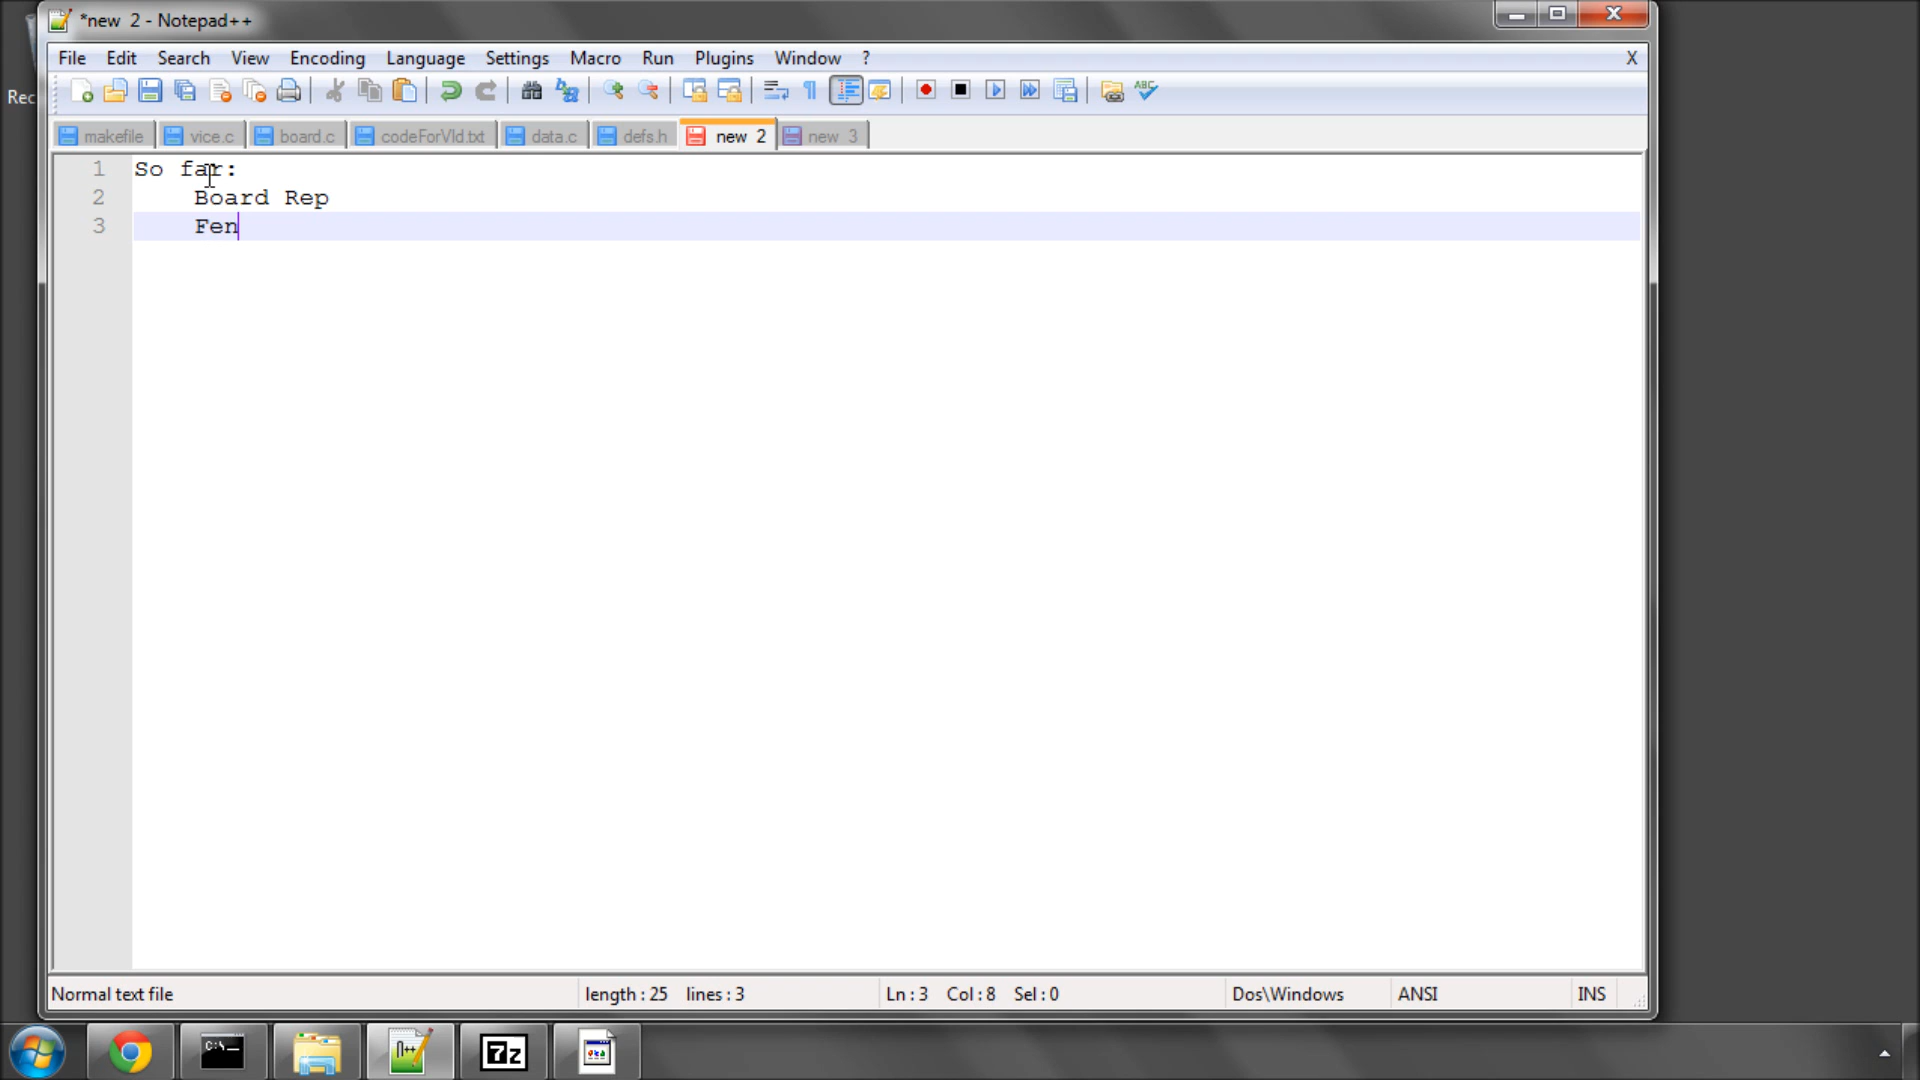 *new 2 - Notepad++
File Edit Search View Encoding Language Settings Macro Run Plugins Window ? X
Rec
makefile vice.c board.c codeForVId.txt data.c defs.h new 2 new 3
1 So far:
2 Board Rep
3 Fen
Normal text file length : 25 lines : 3 Ln : 3 Col : 8 Sel : 0 Dos\Windows ANSI INS
C:\_
7z